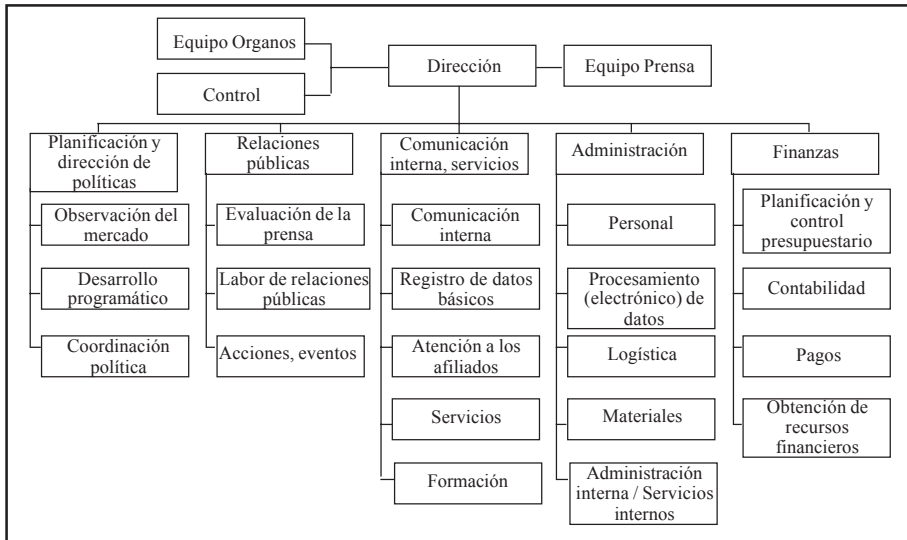 Equipo Organos
Control
Dirección
Equipo Prensa
Planificación y
dirección de
políticas
Observación del
mercado
Desarrollo
programático
Coordinación
política
Relaciones
públicas
Evaluación de la
prensa
Labor de relaciones
públicas
Acciones, eventos
Comunicación
interna, servicios
Comunicación
interna
Registro de datos
básicos
Atención a los
afiliados
Servicios
Formación
Administración
Personal
Procesamiento
(electrónico) de
datos
Logística
Materiales
Administración
interna / Servicios
internos
Finanzas
Planificación y
control
presupuestario
Contabilidad
Pagos
Obtención de
recursos
financieros